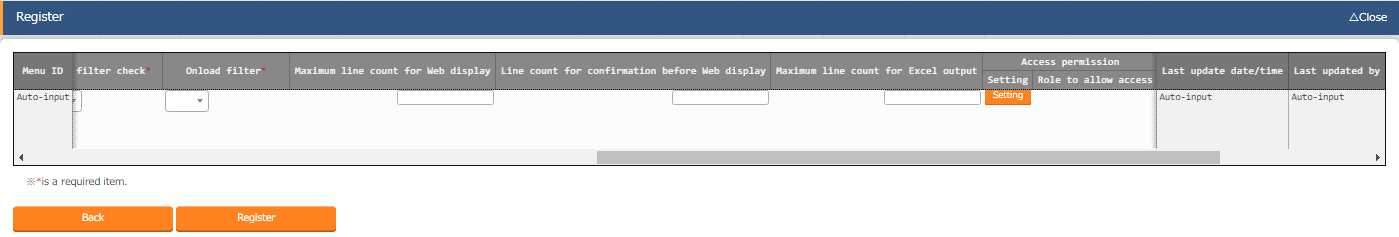 Register
△Close
Menu ID filter check* Onload filter* Maximum line count for Web display Line count for confirmation before Web display Maximum line count for Excel output Access permission Last update date/time Last updated by
Setting Role to allow access
Auto-input Setting Auto-input Auto-input
※*is a required item.
Back Register